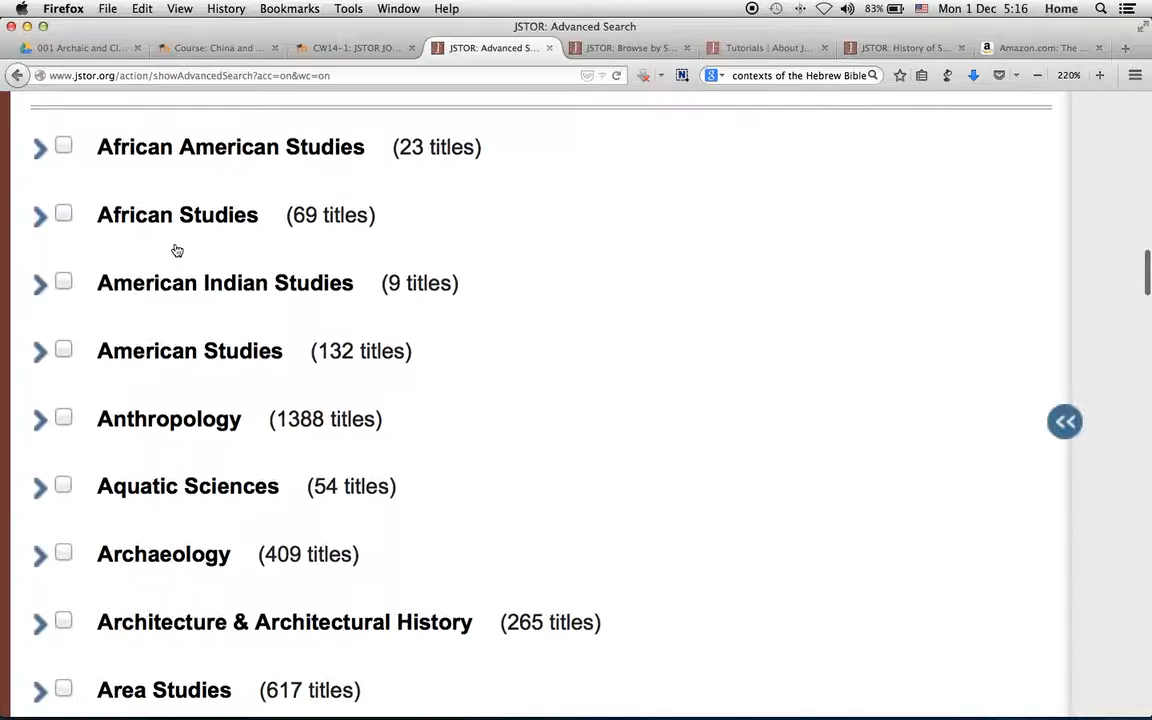 Firefox File Edit View History Bookmarks Tools Window Help 83% Mon 1 Dec 5:16 Home
JSTOR: Advanced Search
001 Archaic and Cl... × Course: China and ... × CW14-1: JSTOR JO... × JSTOR: Advanced S... × JSTOR: Browse by S... × Tutorials | About J... × JSTOR: History of S... × a Amazon.com: The ... × +
www.jstor.org/action/showAdvancedSearch?acc=on&wc=on N contexts of the Hebrew Bible 220%
African American Studies (23 titles)
African Studies (69 titles)
American Indian Studies (9 titles)
American Studies (132 titles)
Anthropology (1388 titles)
Aquatic Sciences (54 titles)
Archaeology (409 titles)
Architecture & Architectural History (265 titles)
Area Studies (617 titles)